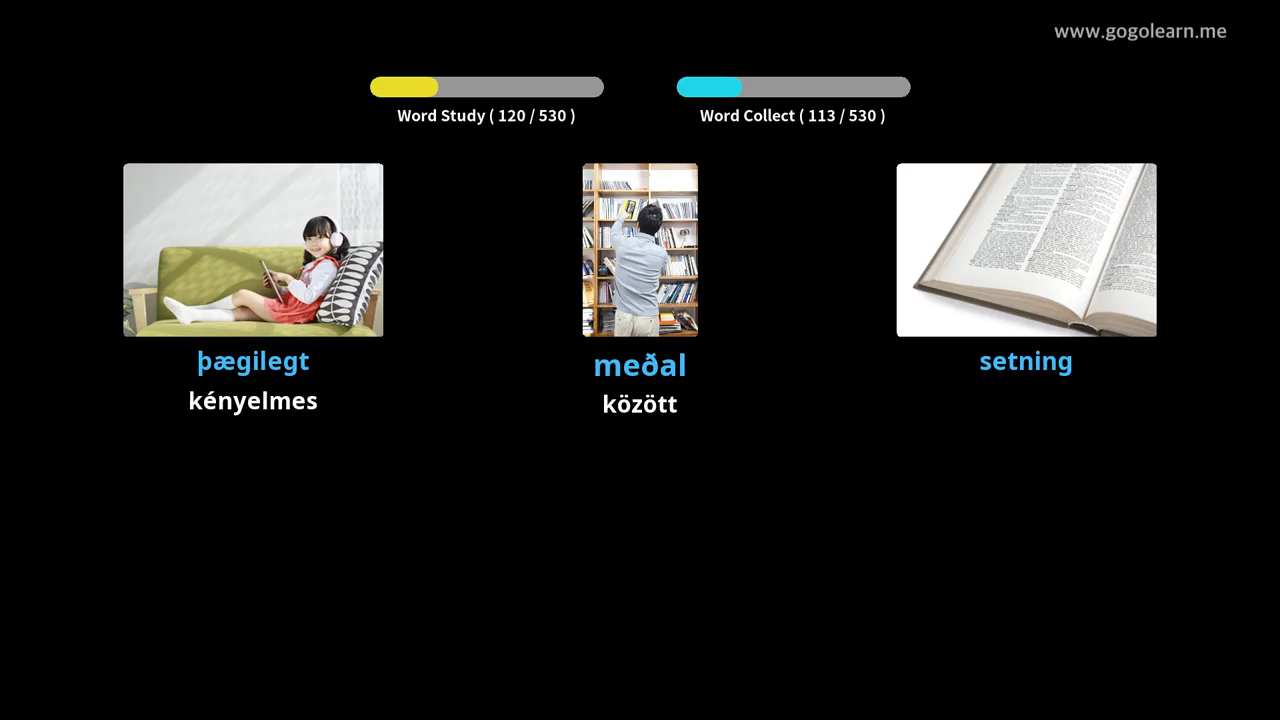 www.gogolearn.me
Word Study ( 120 / 530 )
Word Collect ( 113 / 530 )
þægilegt
kényelmes
meðal
között
setning